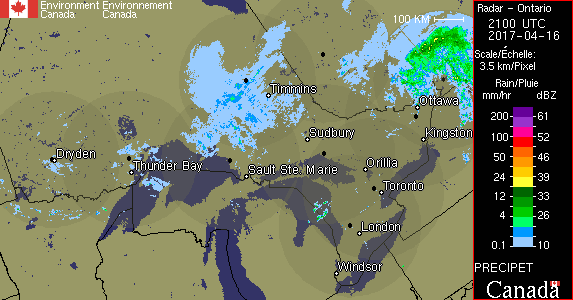 Environment Environnement
Canada Canada
100 KM
Timmins
Ottawa
Sudbury
Kingston
Dryden
Thunder Bay
Sault Ste. Marie
Orillia
Toronto
London
Windsor
Radar - Ontario
2100 UTC
2017-04-16
Scale/Échelle:
3.5 km/Pixel
Rain/Pluie
mm/hr dBZ
200 61
100 52
50 46
24 39
12 33
4 26
0.1 10
PRECIPET
Canada